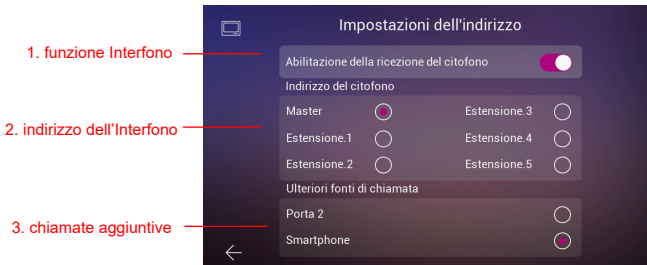 Impostazioni dell'indirizzo
1. funzione Interfono
Abilitazione della ricezione del citofono
Indirizzo del citofono
Master
Estensione.3
2. indirizzo dell'Interfono
Estensione.1
Estensione.4
Estensione.2
Estensione.5
Ulteriori fonti di chiamata
Porta 2
3. chiamate aggiuntive
Smartphone